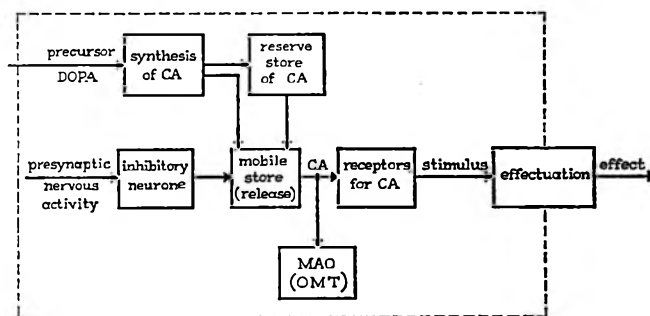 precursor
DOPA
synthesis
of CA
reserve
store
of CA
presynaptic
nervous
activity
inhibitory
neurone
mobile
store
(release)
CA
receptors
for CA
stimulus
effectuation
effect
MAO
(OMT)